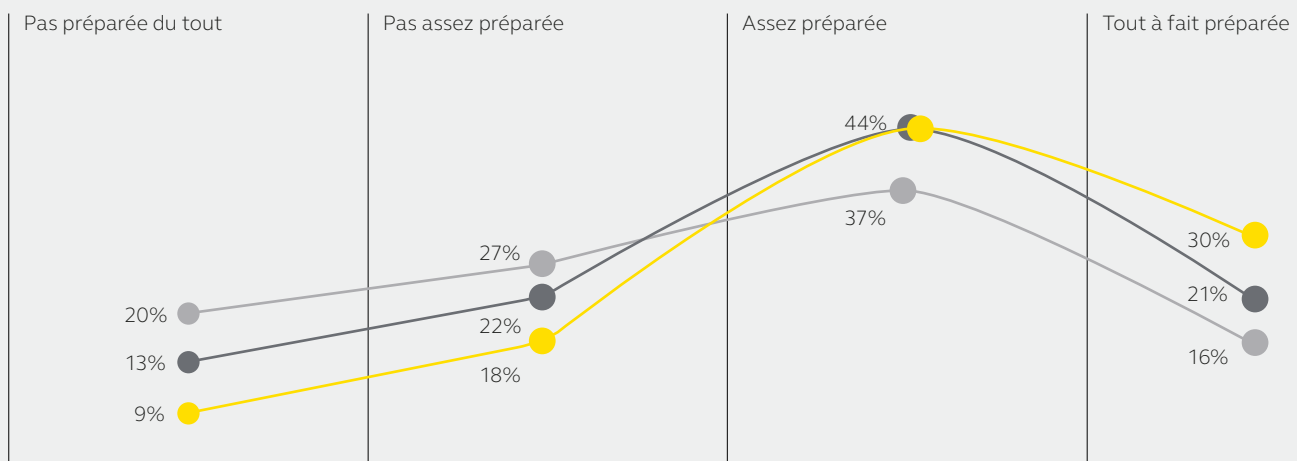 Pas préparée du tout
Pas assez préparée
Assez préparée
Tout à fait préparée
44%
37%
30%
27%
20%
22%
21%
13%
18%
16%
9%